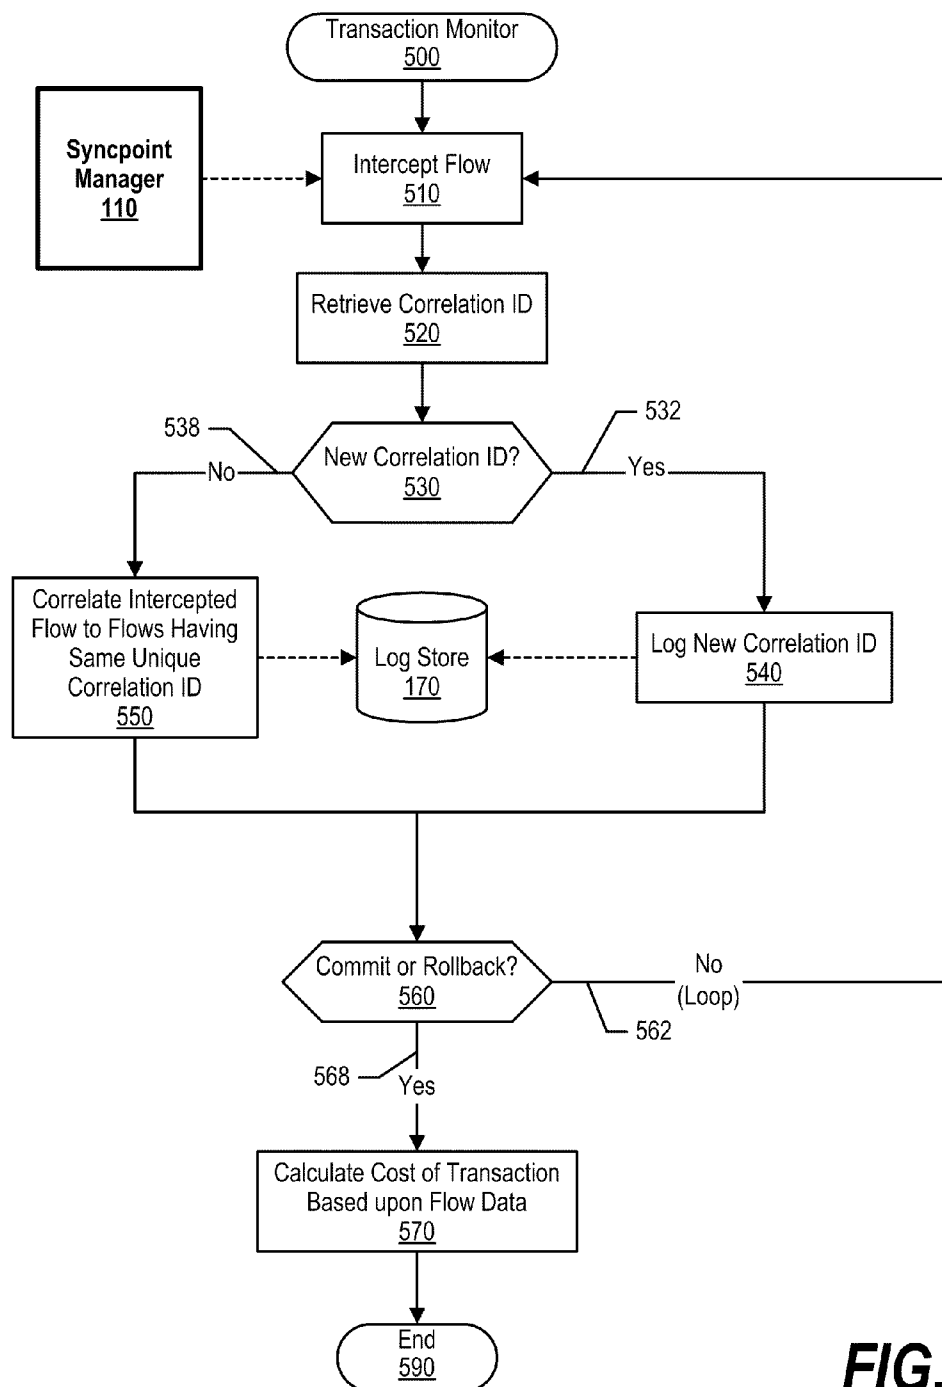 Transaction Monitor
500
Syncpoint
Manager
110
Intercept Flow
510
Retrieve Correlation ID
520
538
532
New Correlation ID?
530
No
Yes
Correlate Intercepted
Flow to Flows Having
Same Unique
Correlation ID
550
Log Store
170
Log New Correlation ID
540
Commit or Rollback?
560
No
(Loop)
562
568
Yes
Calculate Cost of Transaction
Based upon Flow Data
570
End
590
FIG.